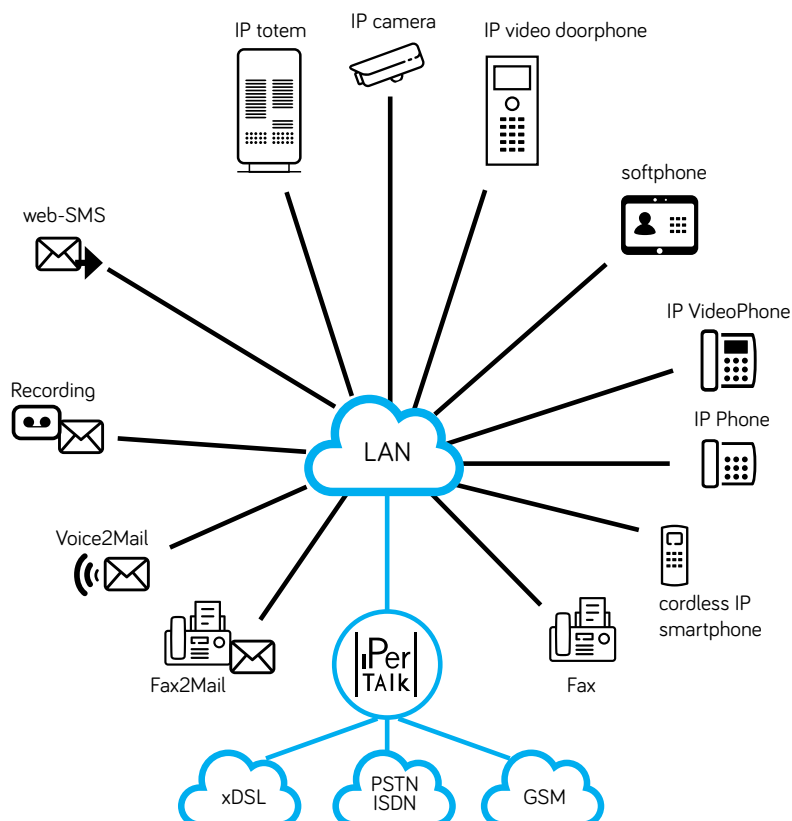 IP totem
IP camera
IP video doorphone
softphone
web-SMS
IP VideoPhone
Recording
IP Phone
LAN
Voice2Mail
cordless IP
smartphone
Fax2Mail
iPer
TAlk
Fax
xDSL
PSTN
ISDN
GSM